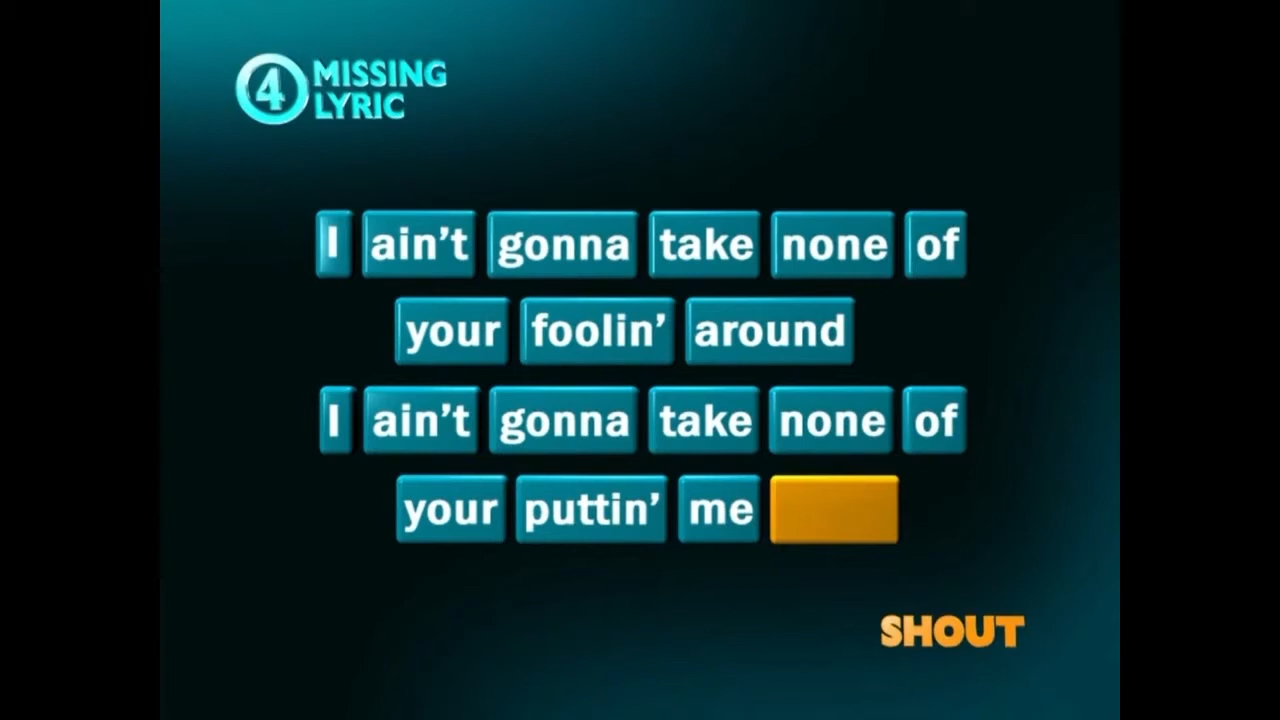 4 MISSING
LYRIC
I ain't gonna take none of
your foolin' around
I ain't gonna take none of
your puttin' me
SHOUT